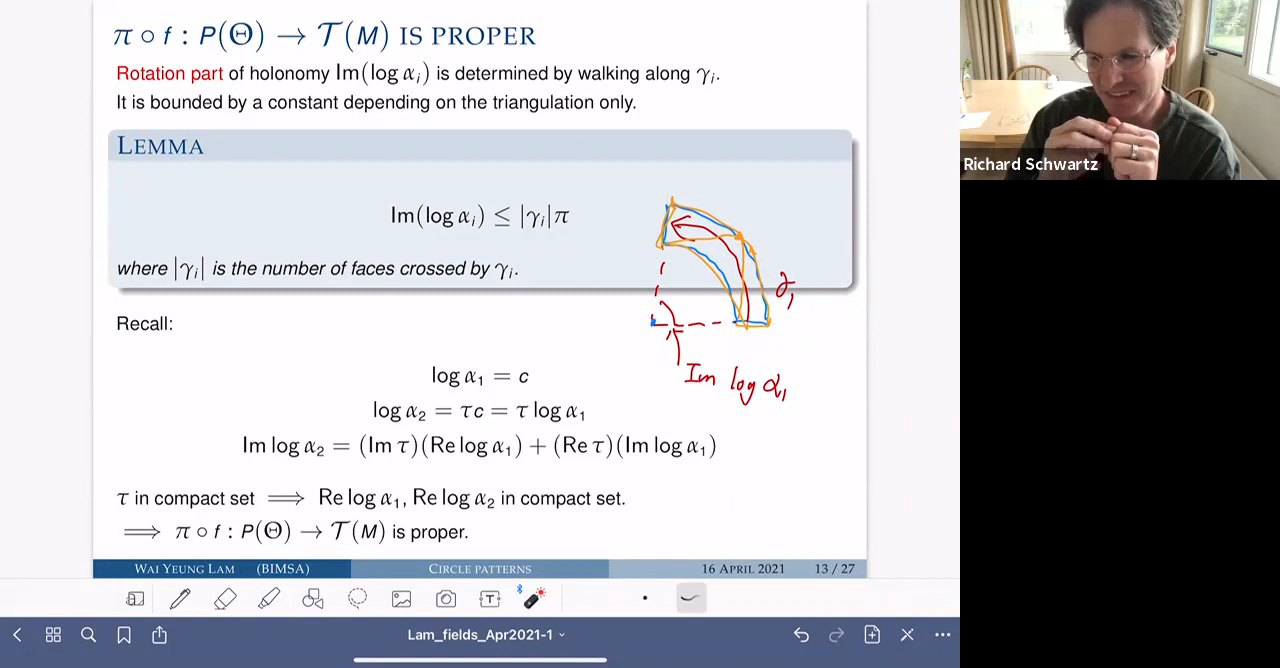 π ∘ f : P(Θ) → 𝒯(M) IS PROPER
Rotation part of holonomy Im(log αᵢ) is determined by walking along γᵢ.
It is bounded by a constant depending on the triangulation only.
LEMMA
Im(log αᵢ) ≤ |γᵢ|π
where |γᵢ| is the number of faces crossed by γᵢ.
γ₁
Im log α₁
Recall:
log α₁ = c
log α₂ = τc = τ log α₁
Im log α₂ = (Im τ)(Re log α₁) + (Re τ)(Im log α₁)
τ in compact set ⟹ Re log α₁, Re log α₂ in compact set.
⟹ π ∘ f : P(Θ) → 𝒯(M) is proper.
WAI YEUNG LAM (BIMSA) CIRCLE PATTERNS 16 APRIL 2021 13 / 27
T
Lam_fields_Apr2021-1
Richard Schwartz